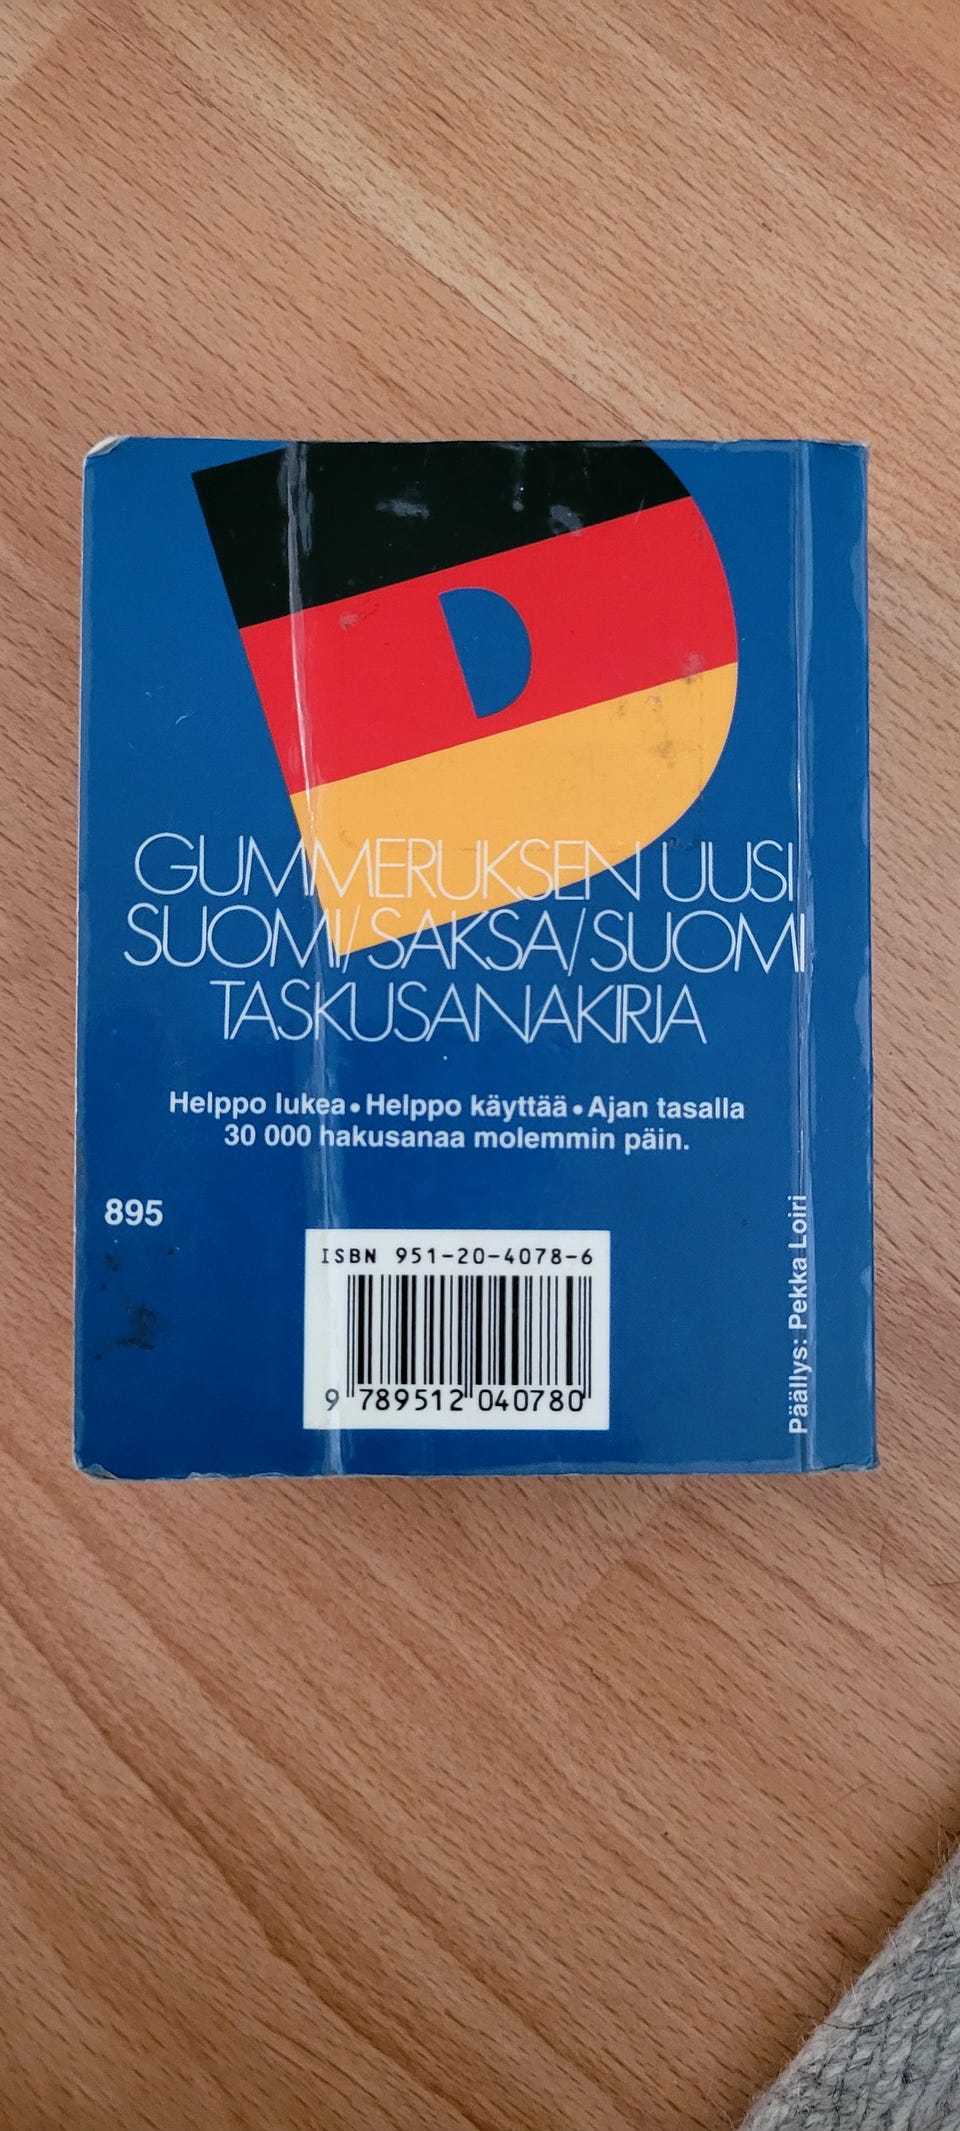 D
GUMMERUKSEN UUSI
SUOMI/SAKSA/SUOMI
TASKUSANAKIRJA
Helppo lukea • Helppo käyttää • Ajan tasalla
30 000 hakusanaa molemmin päin.
895
ISBN 951-20-4078-6
9 789512 040780
Päällys: Pekka Loiri